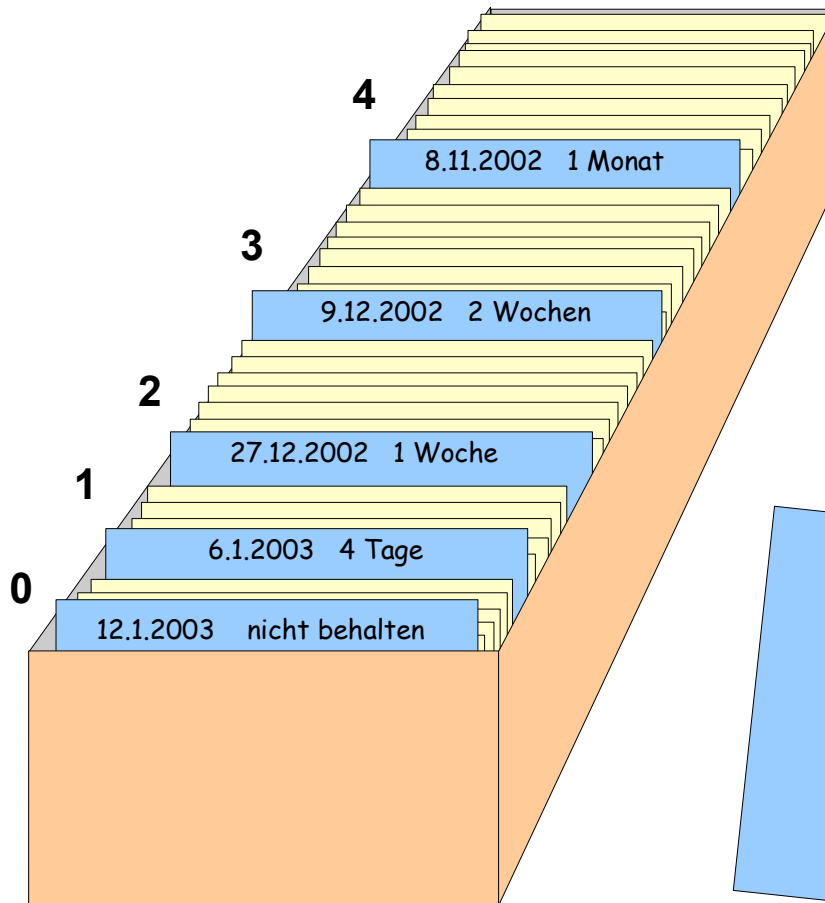 4
8.11.2002 1 Monat
3
9.12.2002 2 Wochen
2
27.12.2002 1 Woche
1
6.1.2003 4 Tage
0
12.1.2003 nicht behalten